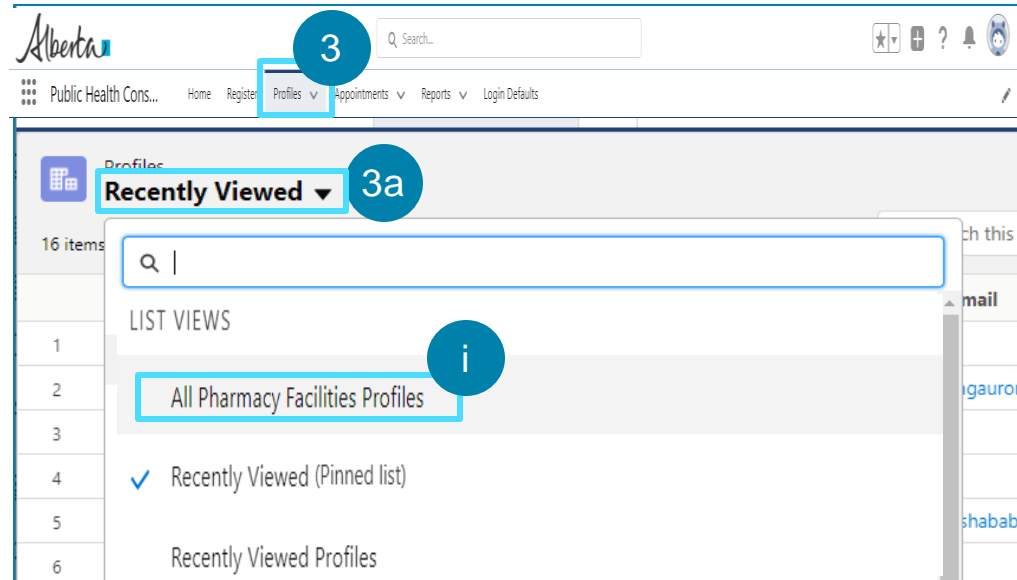 Alberta
3
Search...
Public Health Cons...
Home
Register
Profiles
Appointments
Reports
Login Defaults
Profiles
Recently Viewed
3a
16 items
ch this
mail
LIST VIEWS
1
i
2
All Pharmacy Facilities Profiles
gauro
3
4
Recently Viewed (Pinned list)
5
shabab
6
Recently Viewed Profiles